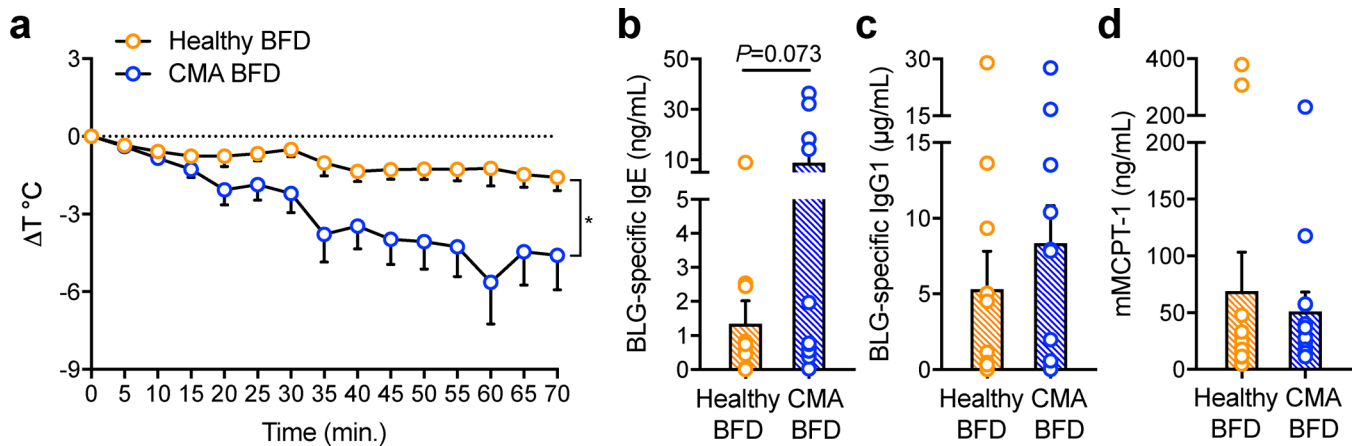 a
Healthy BFD
CMA BFD
3
0
-3
-6
-9
ΔT °C
0 5 10 15 20 25 30 35 40 45 50 55 60 65 70
Time (min.)
*
b
P=0.073
50
30
10
5
4
3
2
1
0
BLG-specific IgE (ng/mL)
Healthy BFD
CMA BFD
c
30
15
15
10
5
0
BLG-specific IgG1 (µg/mL)
Healthy BFD
CMA BFD
d
400
200
200
150
100
50
0
mMCPT-1 (ng/mL)
Healthy BFD
CMA BFD